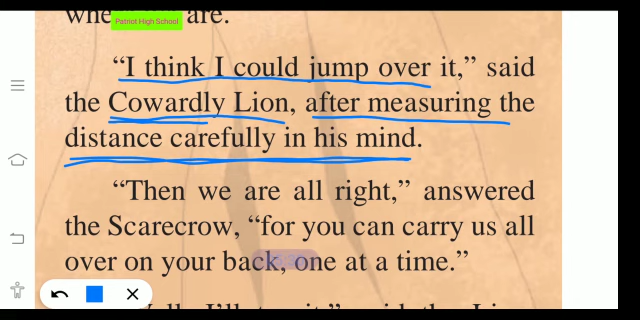 Patriot High School
are.
“I think I could jump over it,” said
the Cowardly Lion, after measuring the
distance carefully in his mind.
“Then we are all right,” answered
the Scarecrow, “for you can carry us all
over on your back, one at a time.”